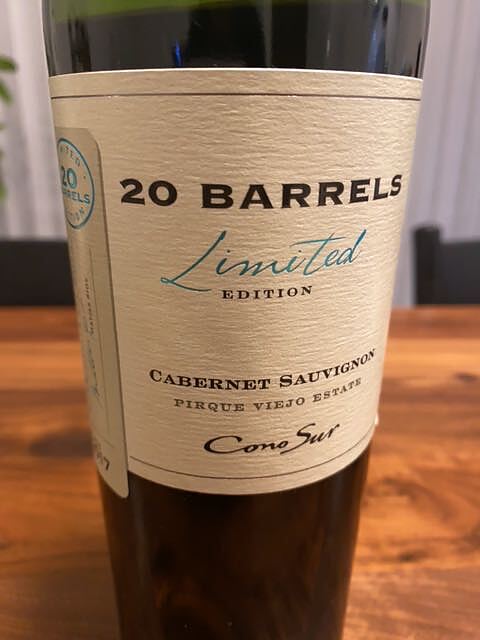 20 BARRELS
Limited
EDITION
CABERNET SAUVIGNON
PIRQUE VIEJO ESTATE
Cono Sur
20